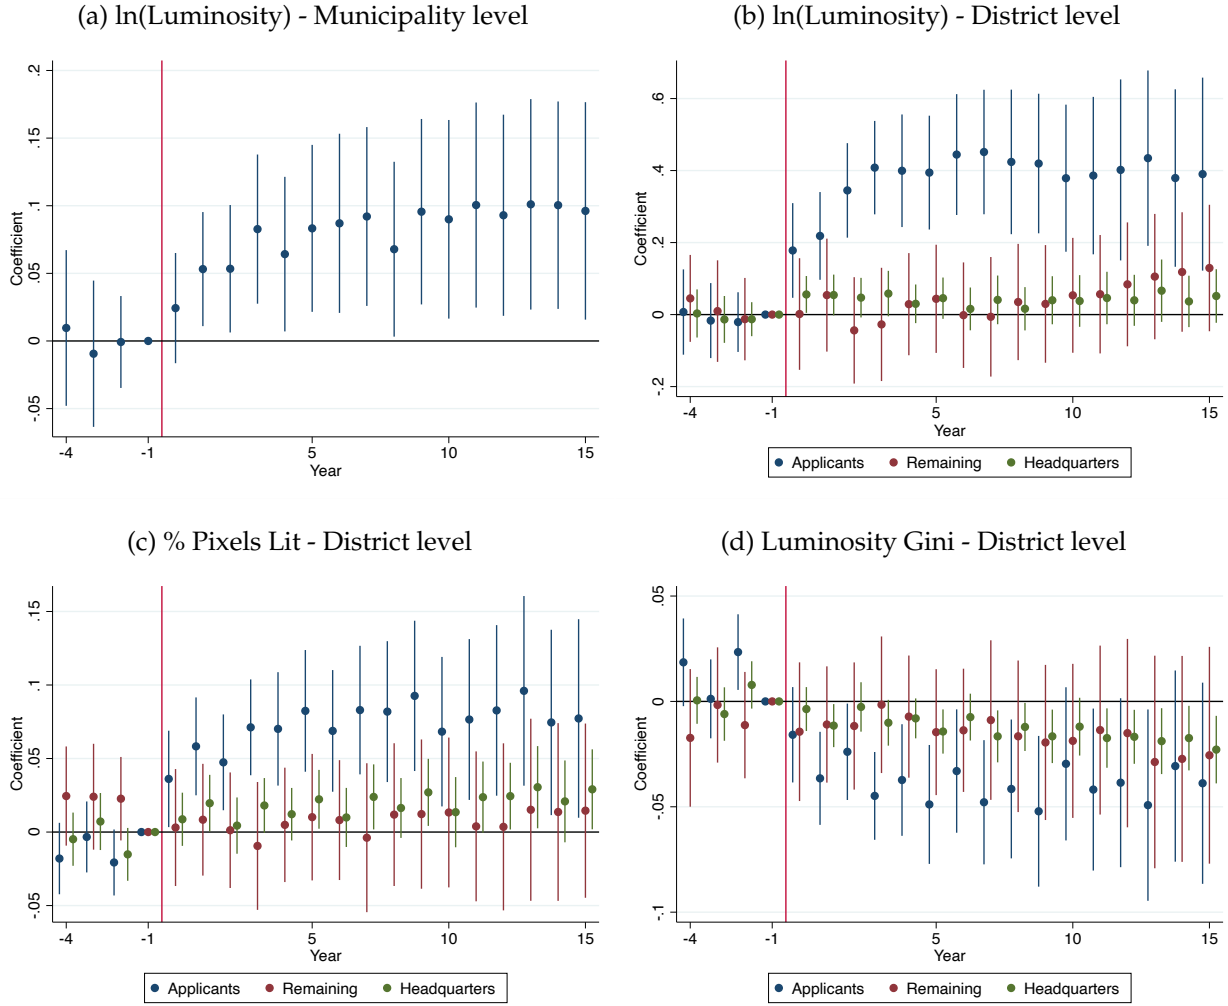 (a) ln(Luminosity) - Municipality level
.2
.15
.1
.05
0
-.05
Coefficient
-4
-1
5
10
15
Year
(b) ln(Luminosity) - District level
.6
.4
.2
0
-.2
Coefficient
-4
-1
5
10
15
Year
Applicants Remaining Headquarters
(c) % Pixels Lit - District level
.15
.1
.05
0
-.05
Coefficient
-4
-1
5
10
15
Year
Applicants Remaining Headquarters
(d) Luminosity Gini - District level
.05
0
-.05
-.1
Coefficient
-4
-1
5
10
15
Year
Applicants Remaining Headquarters